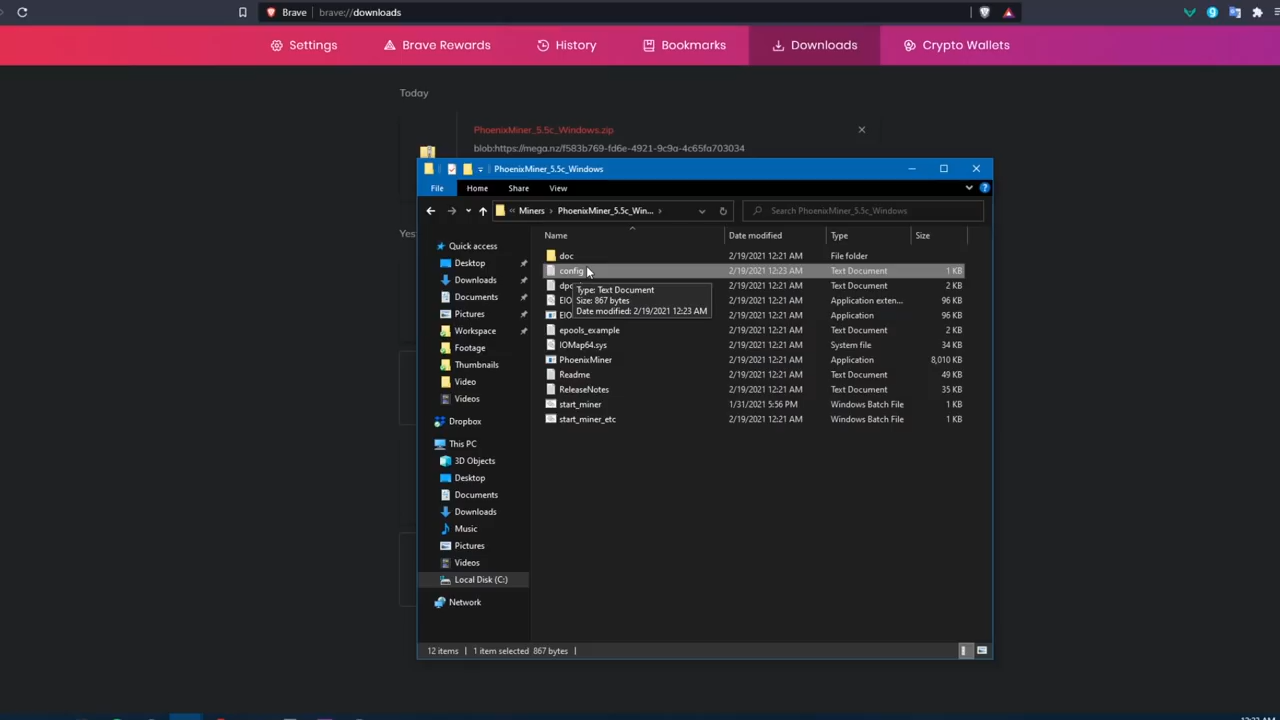 Brave brave://downloads
Settings Brave Rewards History Bookmarks Downloads Crypto Wallets
Today
PhoenixMiner_5.5c_Windows.zip
blob:https://mega.nz/f583b769-fd6e-4921-9c9a-4c65fa703034
PhoenixMiner_5.5c_Windows
File Home Share View
Miners PhoenixMiner_5.5c_Win...
Search PhoenixMiner_5.5c_Windows
Yes
Name Date modified Type Size
Quick access
Desktop
Downloads
Documents
Pictures
Workspace
Footage
Thumbnails
Video
Videos
Dropbox
This PC
3D Objects
Desktop
Documents
Downloads
Music
Pictures
Videos
Local Disk (C:)
Network
doc 2/19/2021 12:21 AM File folder
config 2/19/2021 12:23 AM Text Document 1 KB
2/19/2021 12:21 AM Text Document 2 KB
EIO 2/19/2021 12:21 AM Application exten... 96 KB
EIO 2/19/2021 12:21 AM Application 96 KB
epools_example 2/19/2021 12:21 AM Text Document 2 KB
IOMap64.sys 2/19/2021 12:21 AM System file 34 KB
PhoenixMiner 2/19/2021 12:21 AM Application 8,010 KB
Readme 2/19/2021 12:21 AM Text Document 49 KB
ReleaseNotes 2/19/2021 12:21 AM Text Document 35 KB
start_miner 1/31/2021 5:56 PM Windows Batch File 1 KB
start_miner_etc 2/19/2021 12:21 AM Windows Batch File 1 KB
Type: Text Document
Size: 867 bytes
Date modified: 2/19/2021 12:23 AM
12 items 1 item selected 867 bytes